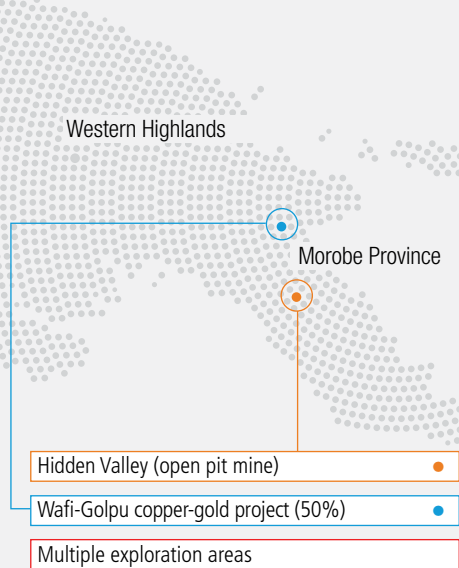 Western Highlands
Morobe Province
Hidden Valley (open pit mine)
Wafi-Golpu copper-gold project (50%)
Multiple exploration areas